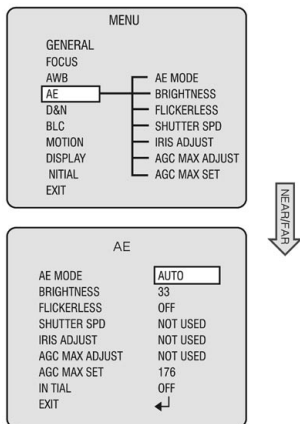 MENU
GENERAL
FOCUS
AWB
AE
D&N
BLC
MOTION
DISPLAY
NITIAL
EXIT
AE MODE
BRIGHTNESS
FLICKERLESS
SHUTTER SPD
IRIS ADJUST
AGC MAX ADJUST
AGC MAX SET
NEAR/FAR
AE
AE MODE AUTO
BRIGHTNESS 33
FLICKERLESS OFF
SHUTTER SPD NOT USED
IRIS ADJUST NOT USED
AGC MAX ADJUST NOT USED
AGC MAX SET 176
IN TIAL OFF
EXIT